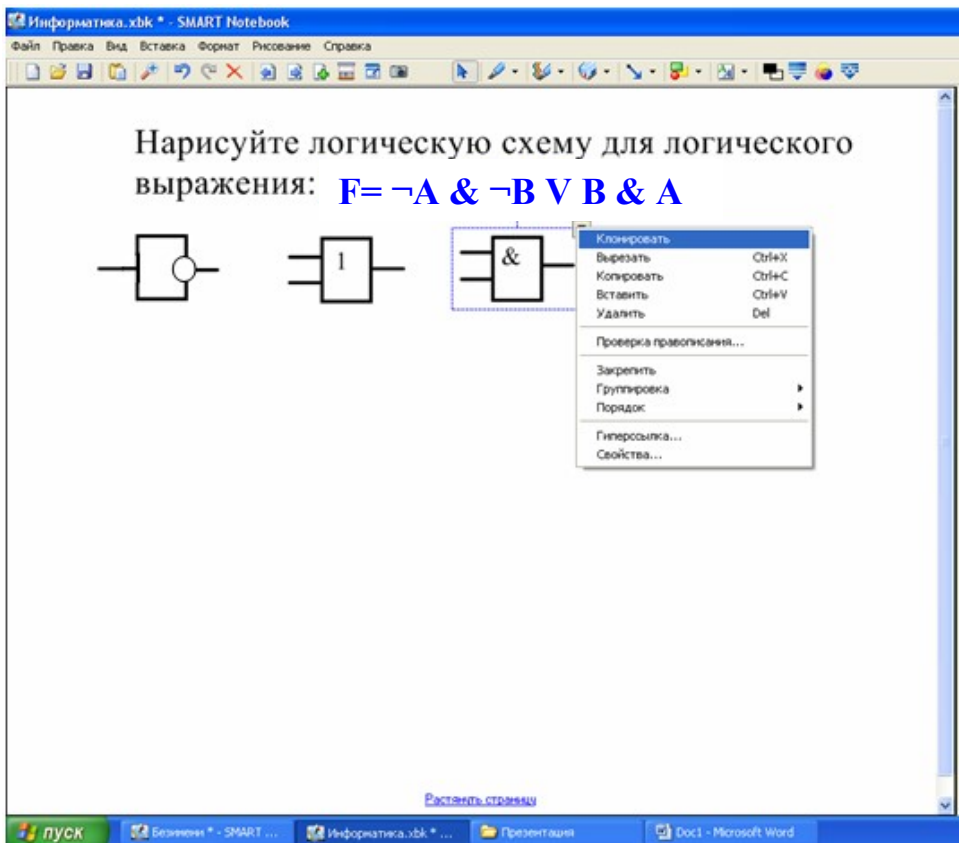 Информатика.xbk * - SMART Notebook
Файл Правка Вид Вставка Формат Рисование Справка
Нарисуйте логическую схему для логического
выражения: F= ¬A & ¬B V B & A
1
&
Клонировать
Вырезать Ctrl+X
Копировать Ctrl+C
Вставить Ctrl+V
Удалить Del
Проверка правописания...
Закрепить
Группировка
Порядок
Гиперссылка...
Свойства...
Растянуть страницу
пуск Безимени * - SMART ... Информатика.xbk * ... Презентация Doc1 - Microsoft Word